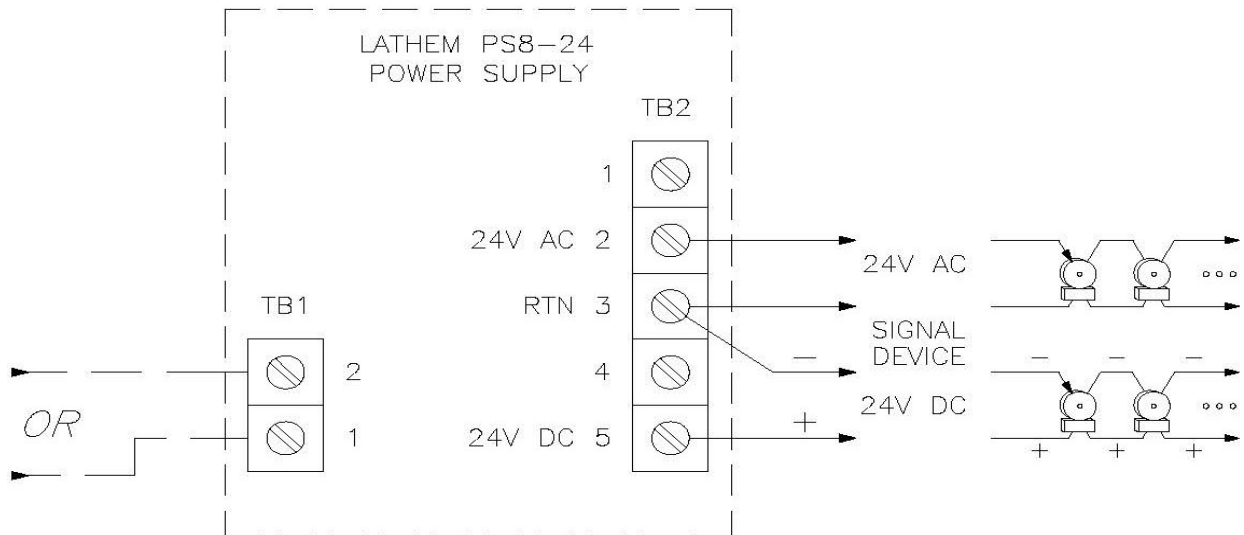 LATHEM PS8-24
POWER SUPPLY
TB2
1
24V AC 2
24V AC
TB1
RTN 3
SIGNAL
DEVICE
2
4
- - - -
OR
24V DC
1
24V DC 5
+ + + +